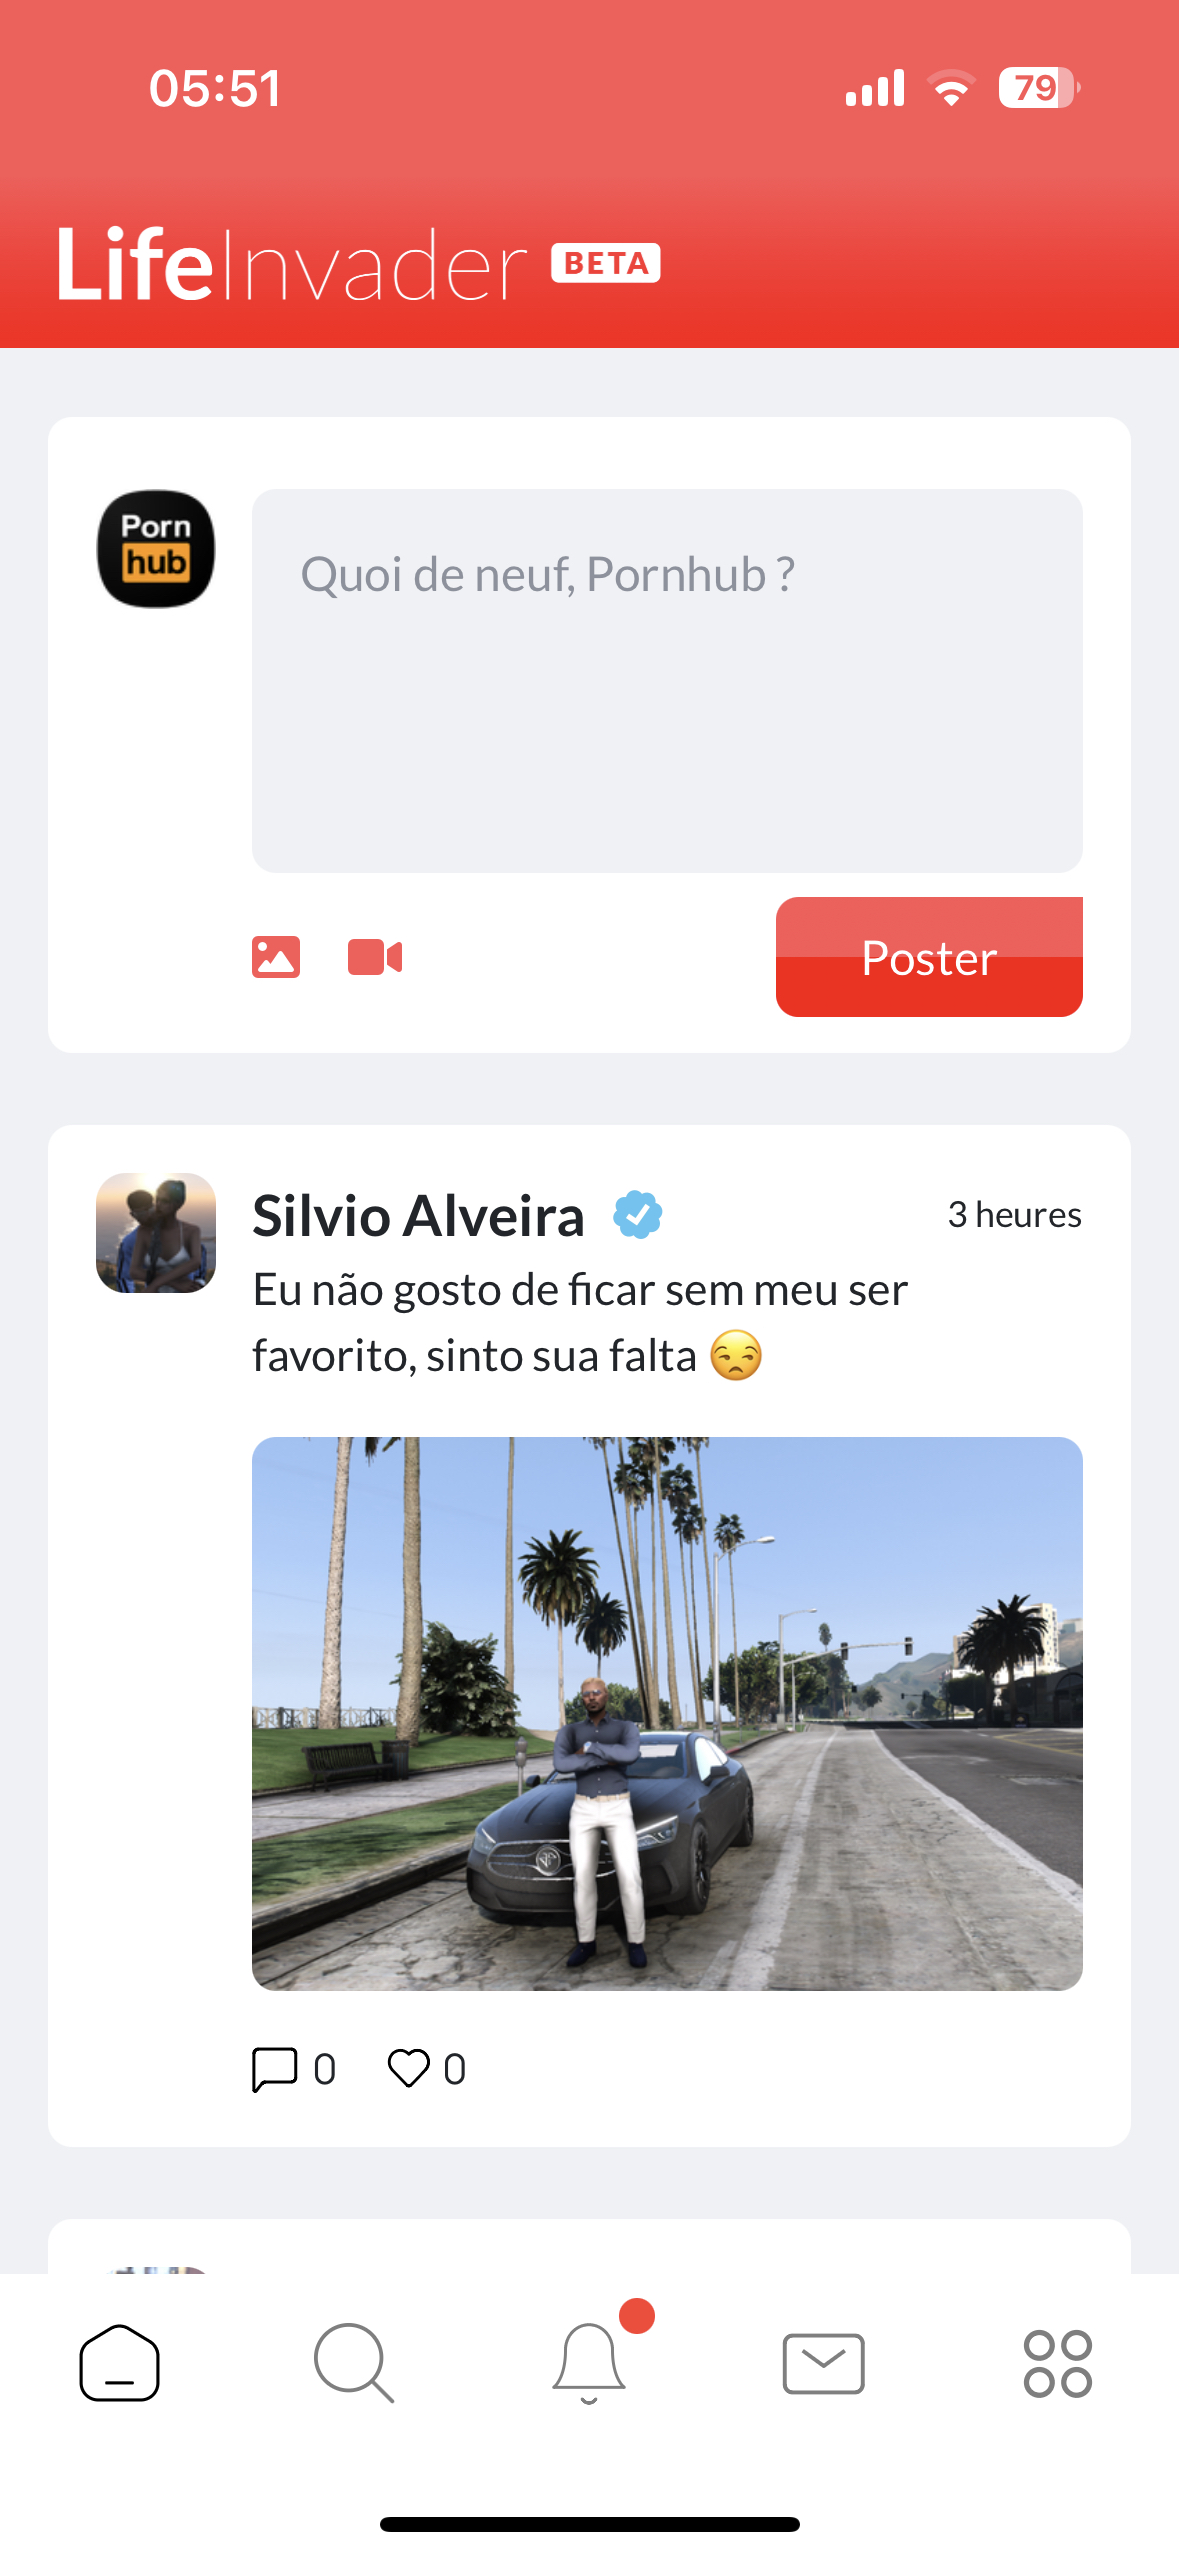 05:51
79
LifeInvader BETA
Porn
hub
Quoi de neuf, Pornhub ?
Poster
Silvio Alveira
3 heures
Eu não gosto de ficar sem meu ser
favorito, sinto sua falta 😒
0 0